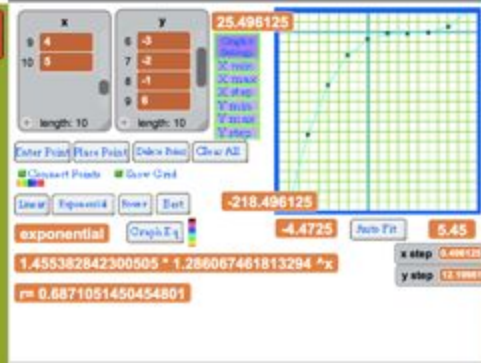 x
y
25.496125
9 4
10 5
length: 10
6 -3
7 -2
8 -1
9 6
length: 10
Graph
Settings
X min
X max
X step
Y min
Y max
Y step
Enter Point Place Point Delete Point Clear All
Connect Points Show Grid
Linear Exponential Power Best
-218.496125
-4.4725 Auto Fit 5.45
exponential Graph Eq
x step
y step
1.455382842300505 * 1.286067461813294 ^x
r= 0.6871051450454801